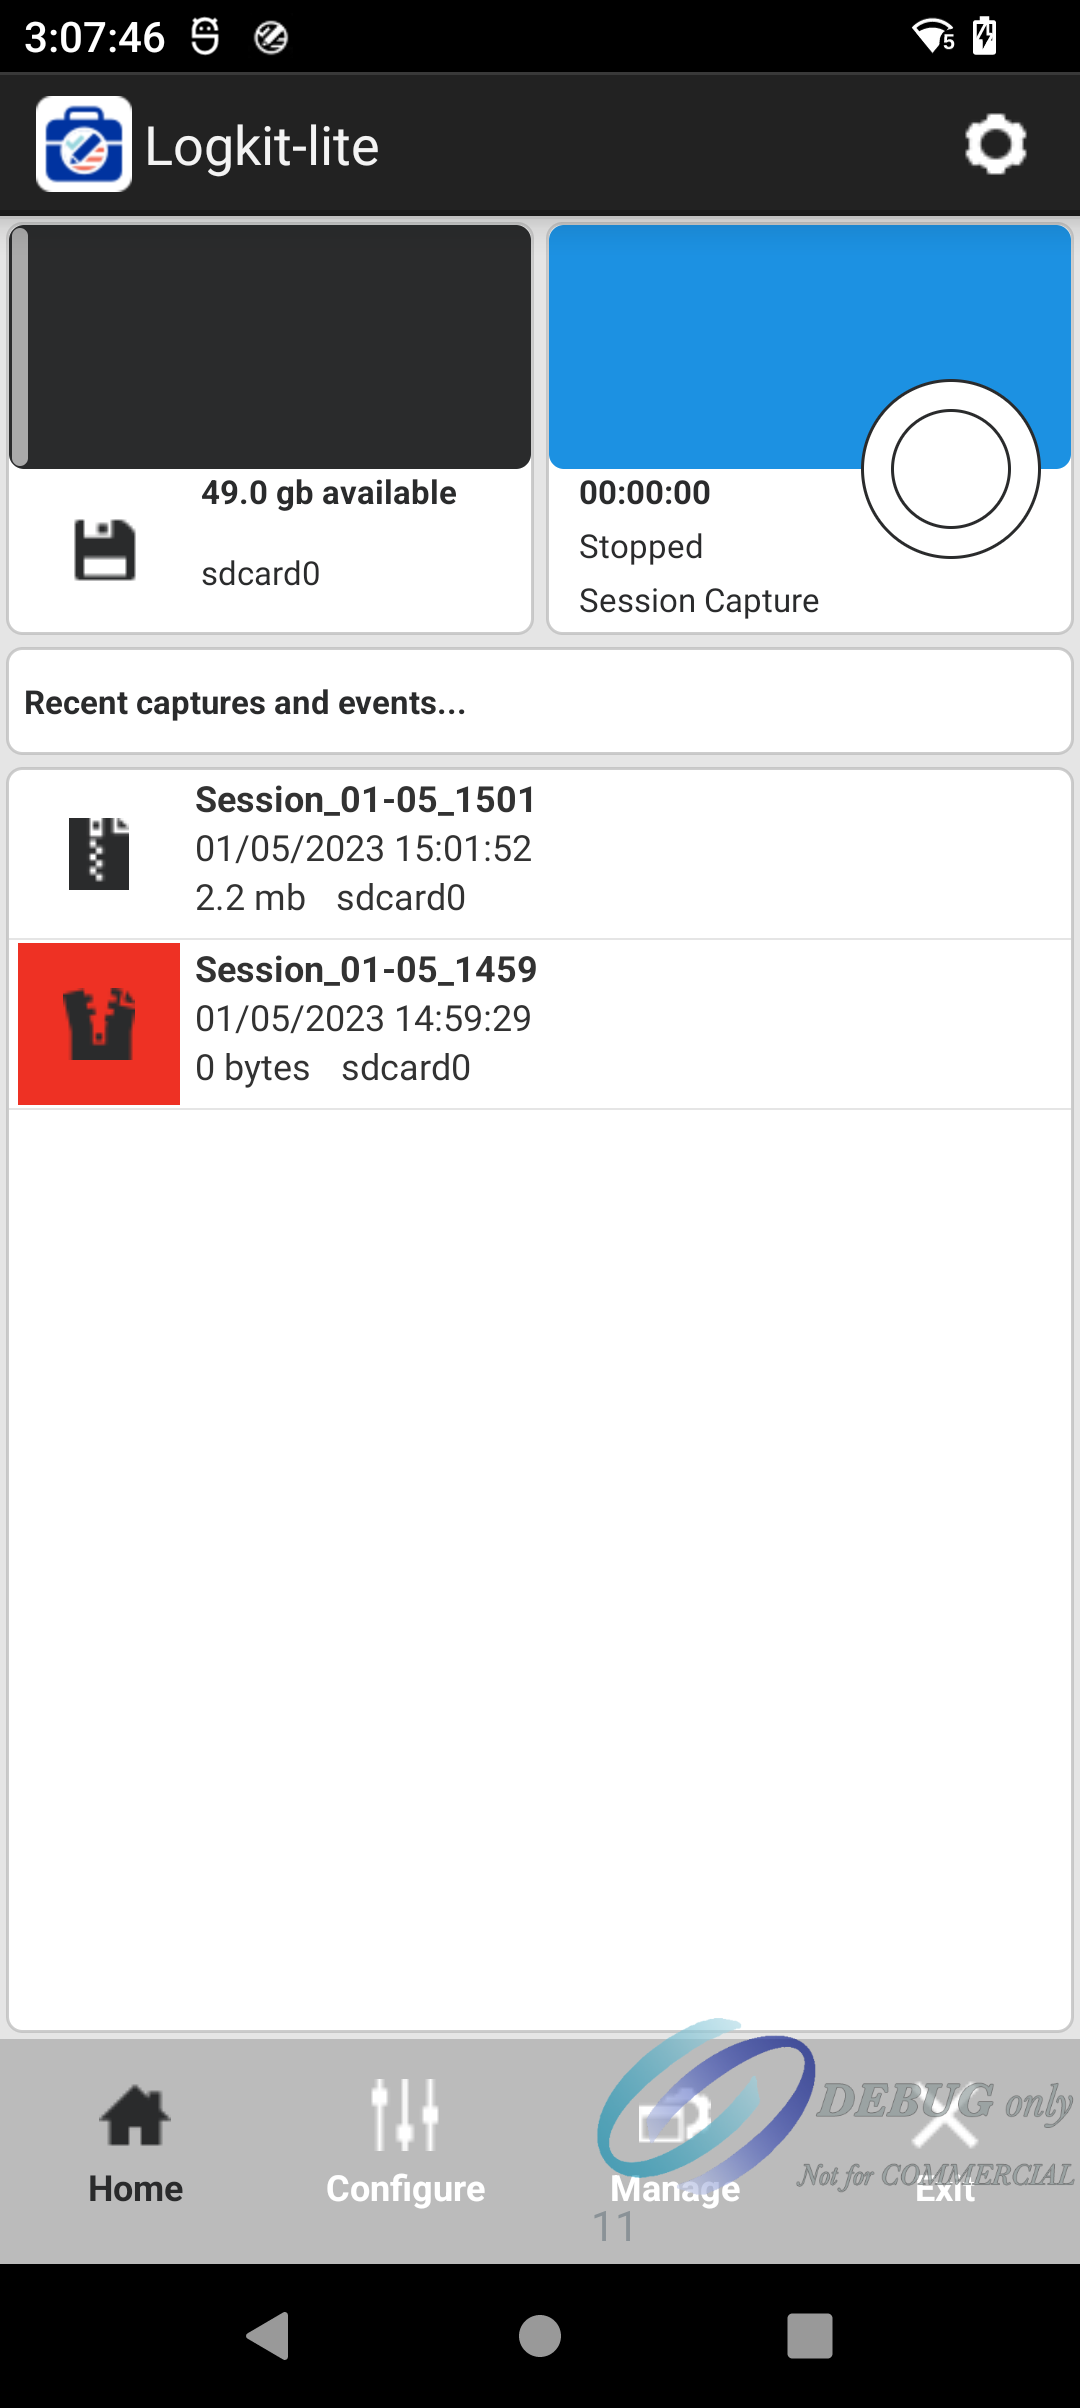 3:07:46
5
Logkit-lite
49.0 gb available
sdcard0
00:00:00
Stopped
Session Capture
Recent captures and events...
Session_01-05_1501
01/05/2023 15:01:52
2.2 mb sdcard0
Session_01-05_1459
01/05/2023 14:59:29
0 bytes sdcard0
DEBUG only
Not for COMMERCIAL
Home
Configure
Manage
Exit
11